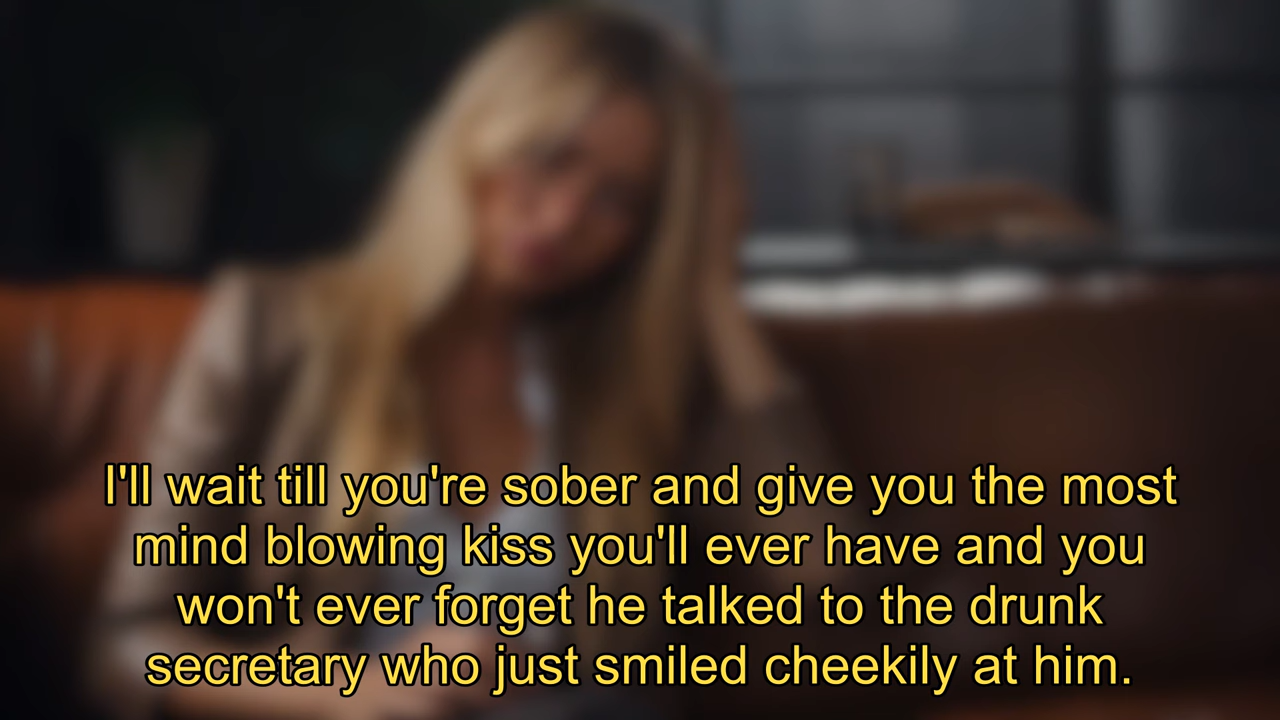 I'll wait till you're sober and give you the most
mind blowing kiss you'll ever have and you
won't ever forget he talked to the drunk
secretary who just smiled cheekily at him.